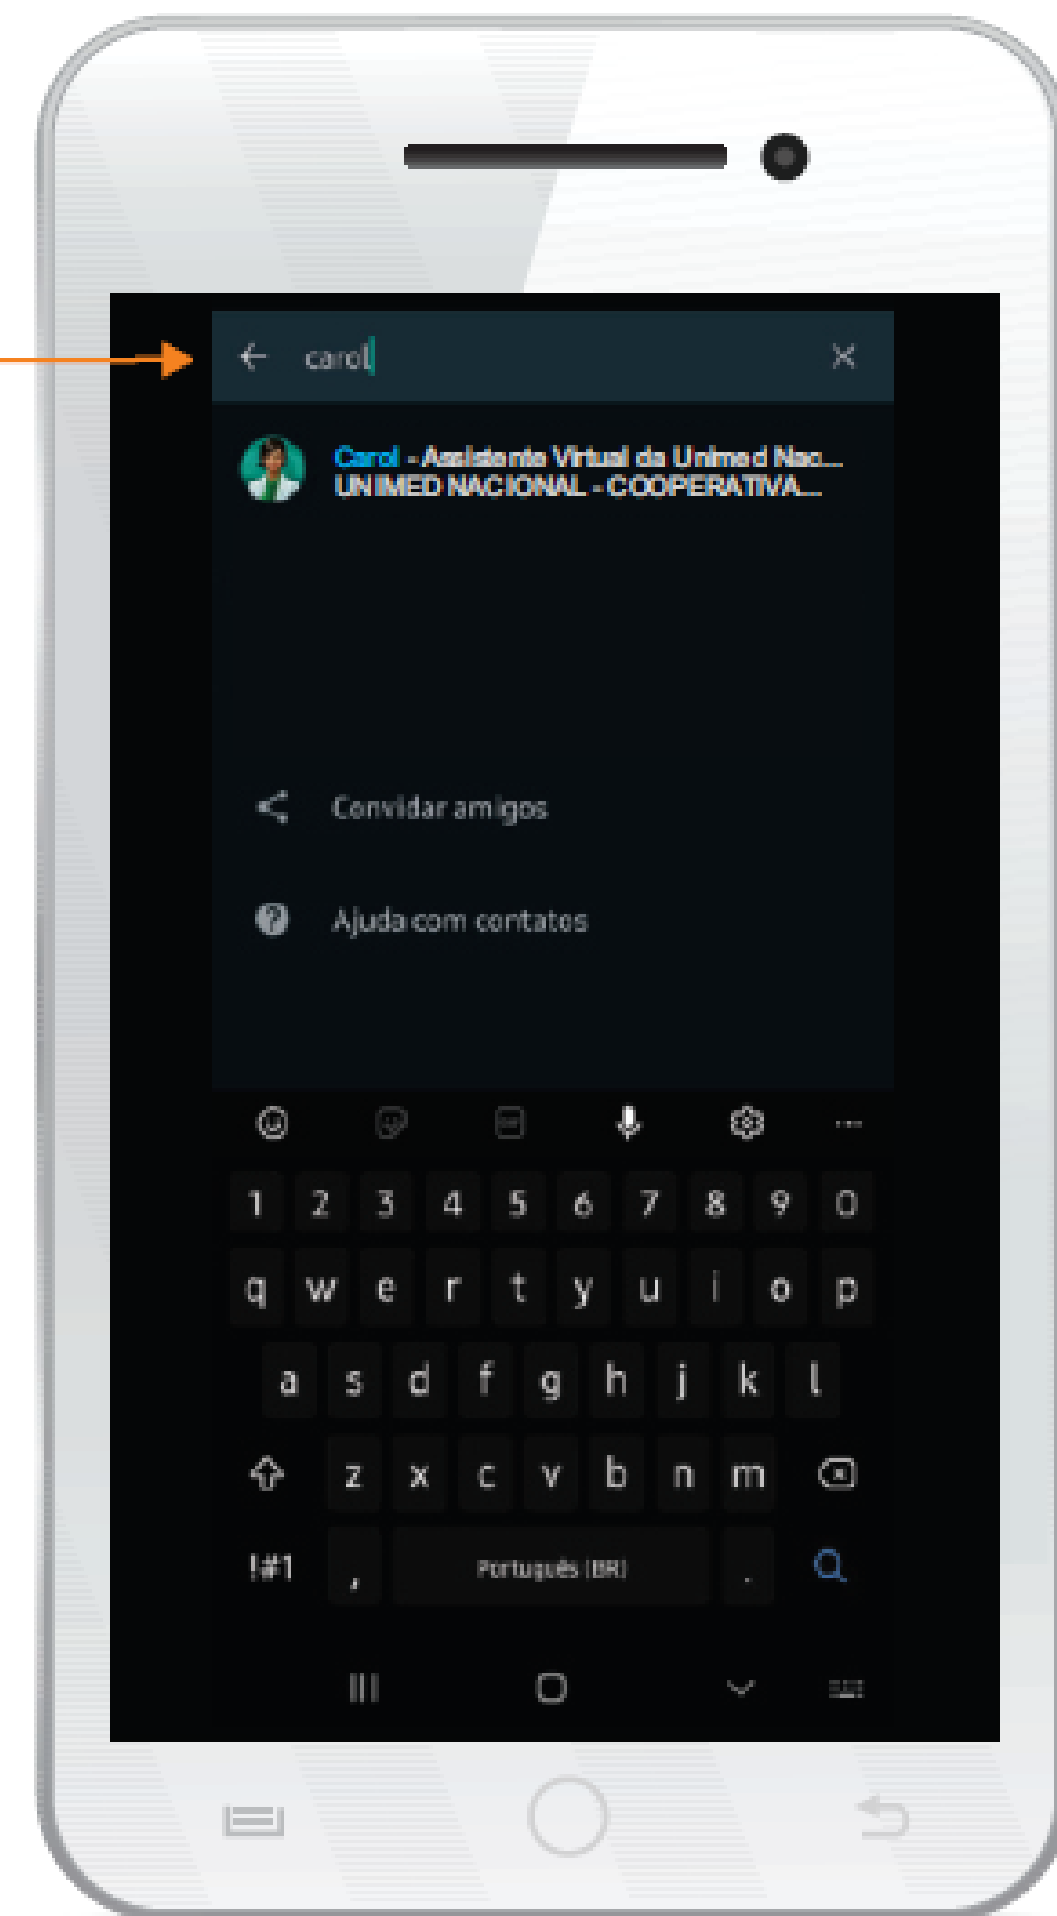 carol
Carol - Assistente Virtual da Unimed Nac...
UNIMED NACIONAL - COOPERATIVA...
Convidar amigos
Ajuda com contatos
1 2 3 4 5 6 7 8 9 0
q w e r t y u i o p
a s d f g h j k l
z x c v b n m
!#1 , Português (BR) .